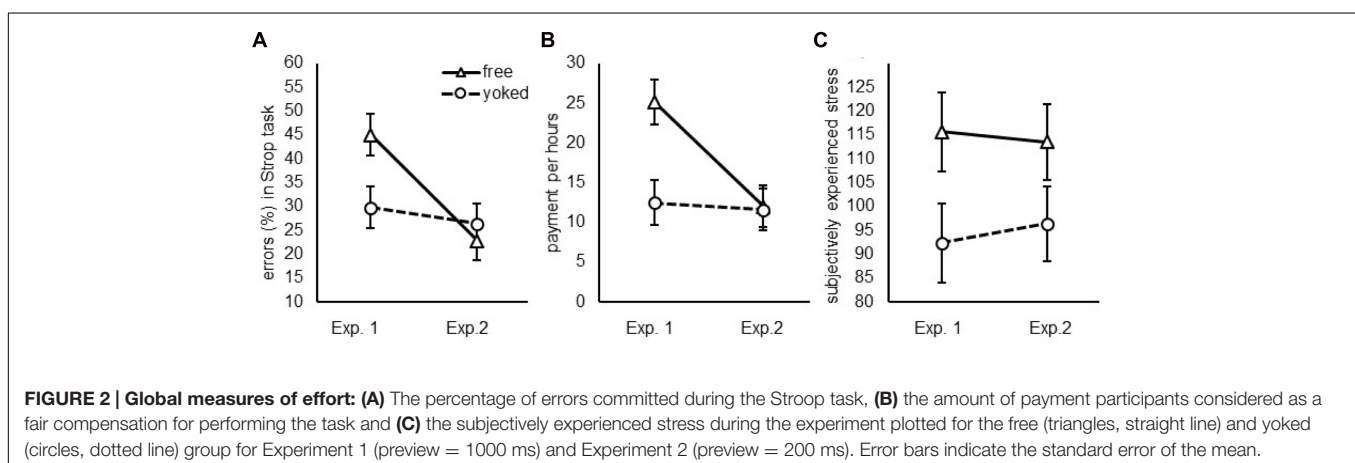 A
60
55
50
45
40
35
30
25
20
15
10
errors (%) in Strop task
free
yoked
Exp. 1 Exp.2
B
30
25
20
15
10
5
0
payment per hours
Exp. 1 Exp.2
C
125
120
115
110
105
100
95
90
85
80
subjectively experienced stress
Exp. 1 Exp.2
FIGURE 2 | Global measures of effort: (A) The percentage of errors committed during the Stroop task, (B) the amount of payment participants considered as a
fair compensation for performing the task and (C) the subjectively experienced stress during the experiment plotted for the free (triangles, straight line) and yoked
(circles, dotted line) group for Experiment 1 (preview = 1000 ms) and Experiment 2 (preview = 200 ms). Error bars indicate the standard error of the mean.